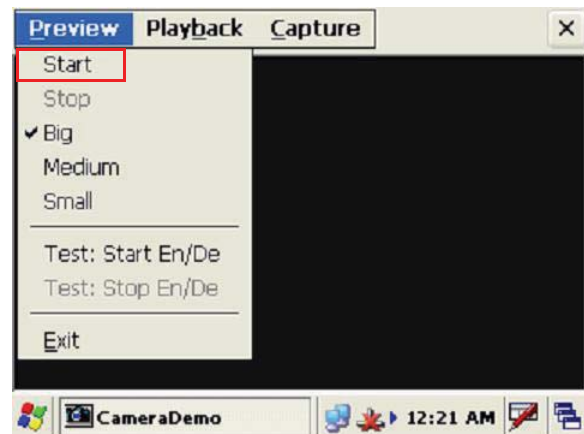 Preview Playback Capture
Start
Stop
Big
Medium
Small
Test: Start En/De
Test: Stop En/De
Exit
CameraDemo 12:21 AM